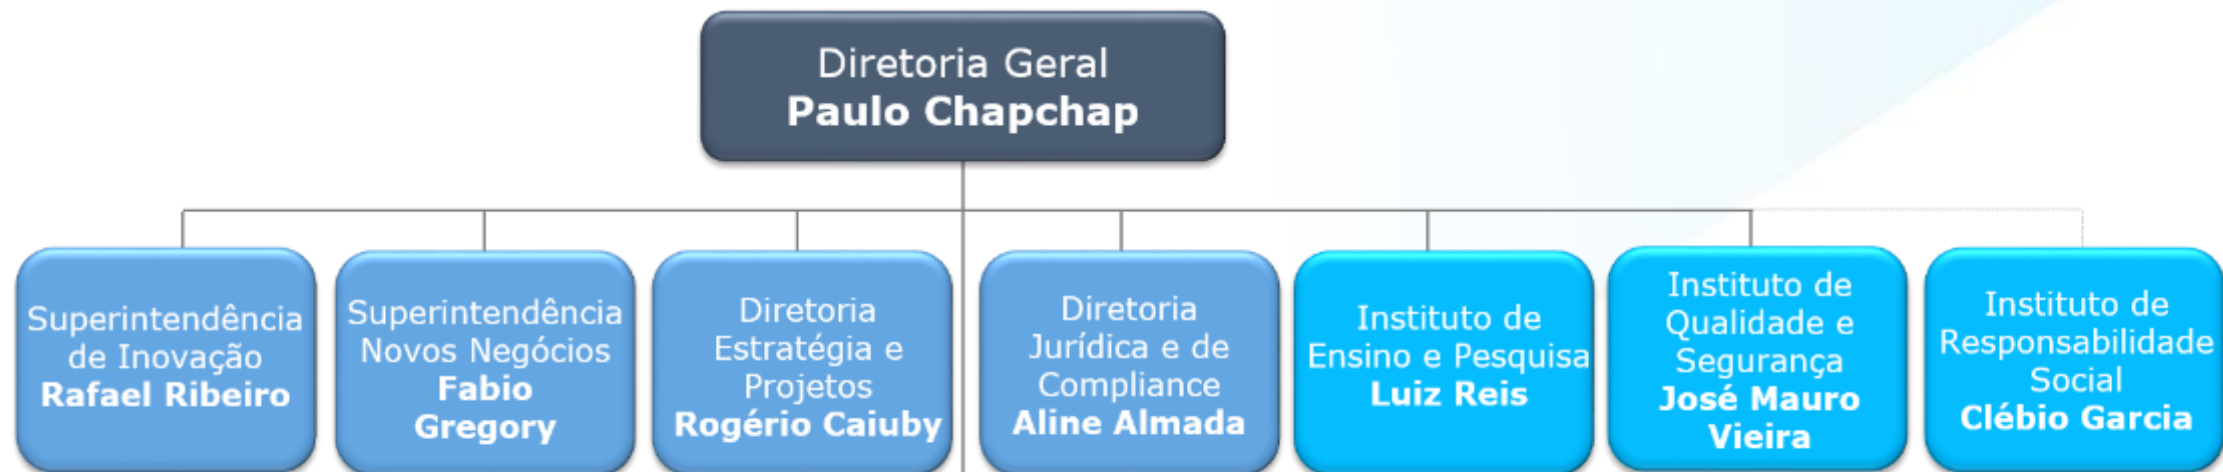 Diretoria Geral
Paulo Chapchap
Superintendência
de Inovação
Rafael Ribeiro
Superintendência
Novos Negócios
Fabio
Gregory
Diretoria
Estratégia e
Projetos
Rogério Caiuby
Diretoria
Jurídica e de
Compliance
Aline Almada
Instituto de
Ensino e Pesquisa
Luiz Reis
Instituto de
Qualidade e
Segurança
José Mauro
Vieira
Instituto de
Responsabilidade
Social
Clébio Garcia